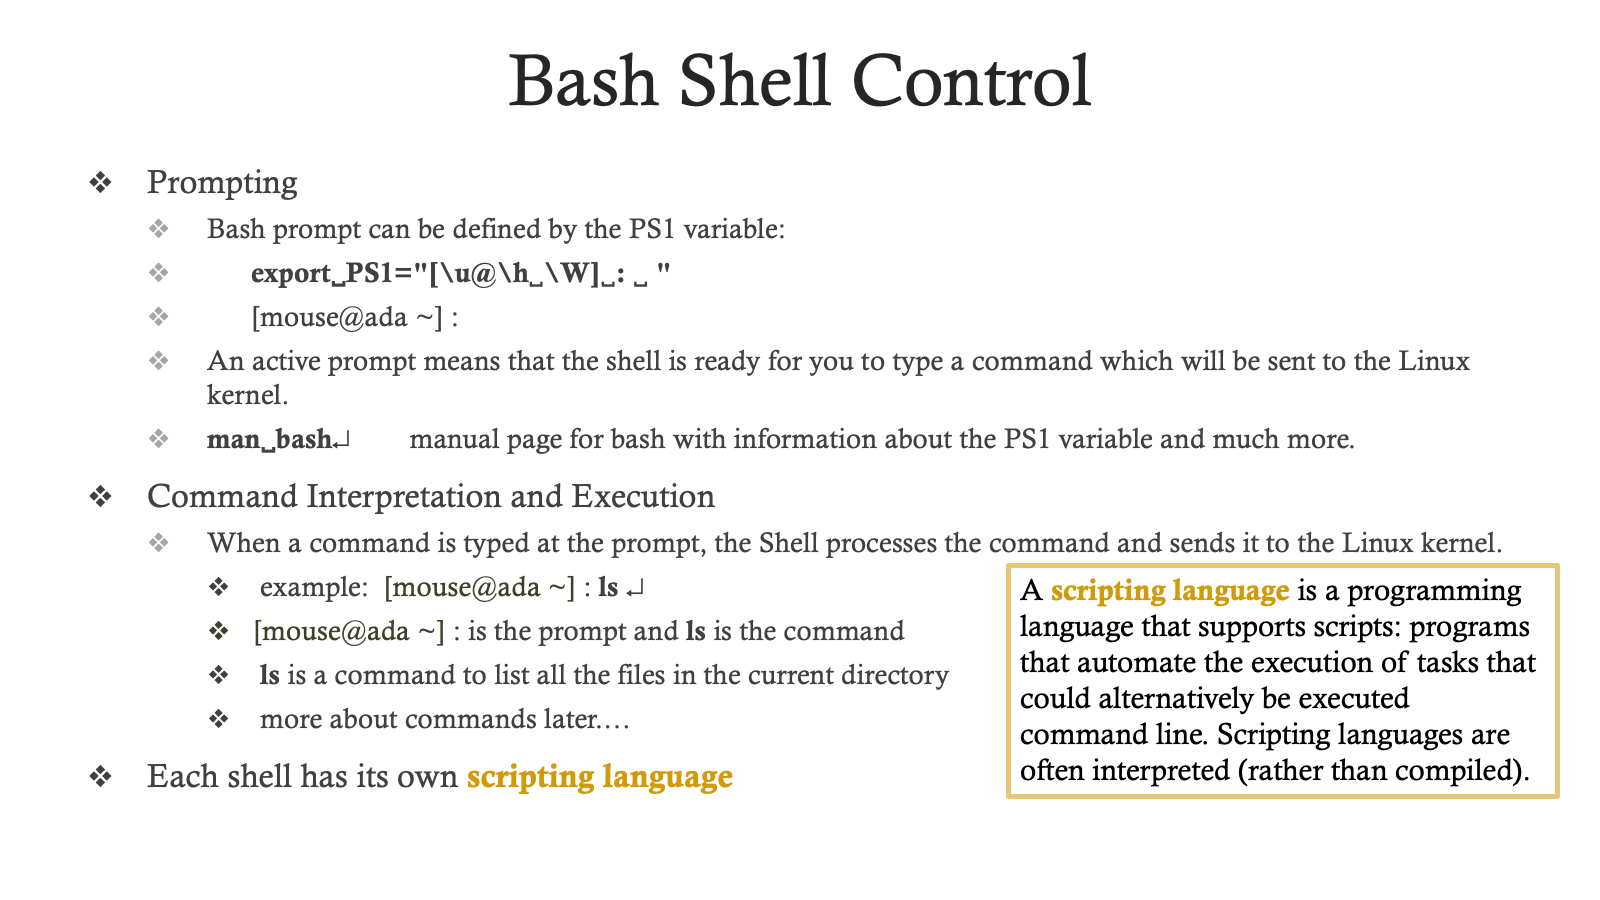 Bash Shell Control
❖ Prompting
❖ Bash prompt can be defined by the PS1 variable:
❖ export␣PS1="[\u@\h␣\W]␣: ␣ "
❖ [mouse@ada ~] :
❖ An active prompt means that the shell is ready for you to type a command which will be sent to the Linux
kernel.
❖ man␣bash↵ manual page for bash with information about the PS1 variable and much more.
❖ Command Interpretation and Execution
❖ When a command is typed at the prompt, the Shell processes the command and sends it to the Linux kernel.
❖ example: [mouse@ada ~] : ls ↵
❖ [mouse@ada ~] : is the prompt and ls is the command
❖ ls is a command to list all the files in the current directory
❖ more about commands later....
❖ Each shell has its own scripting language
A scripting language is a programming
language that supports scripts: programs
that automate the execution of tasks that
could alternatively be executed
command line. Scripting languages are
often interpreted (rather than compiled).